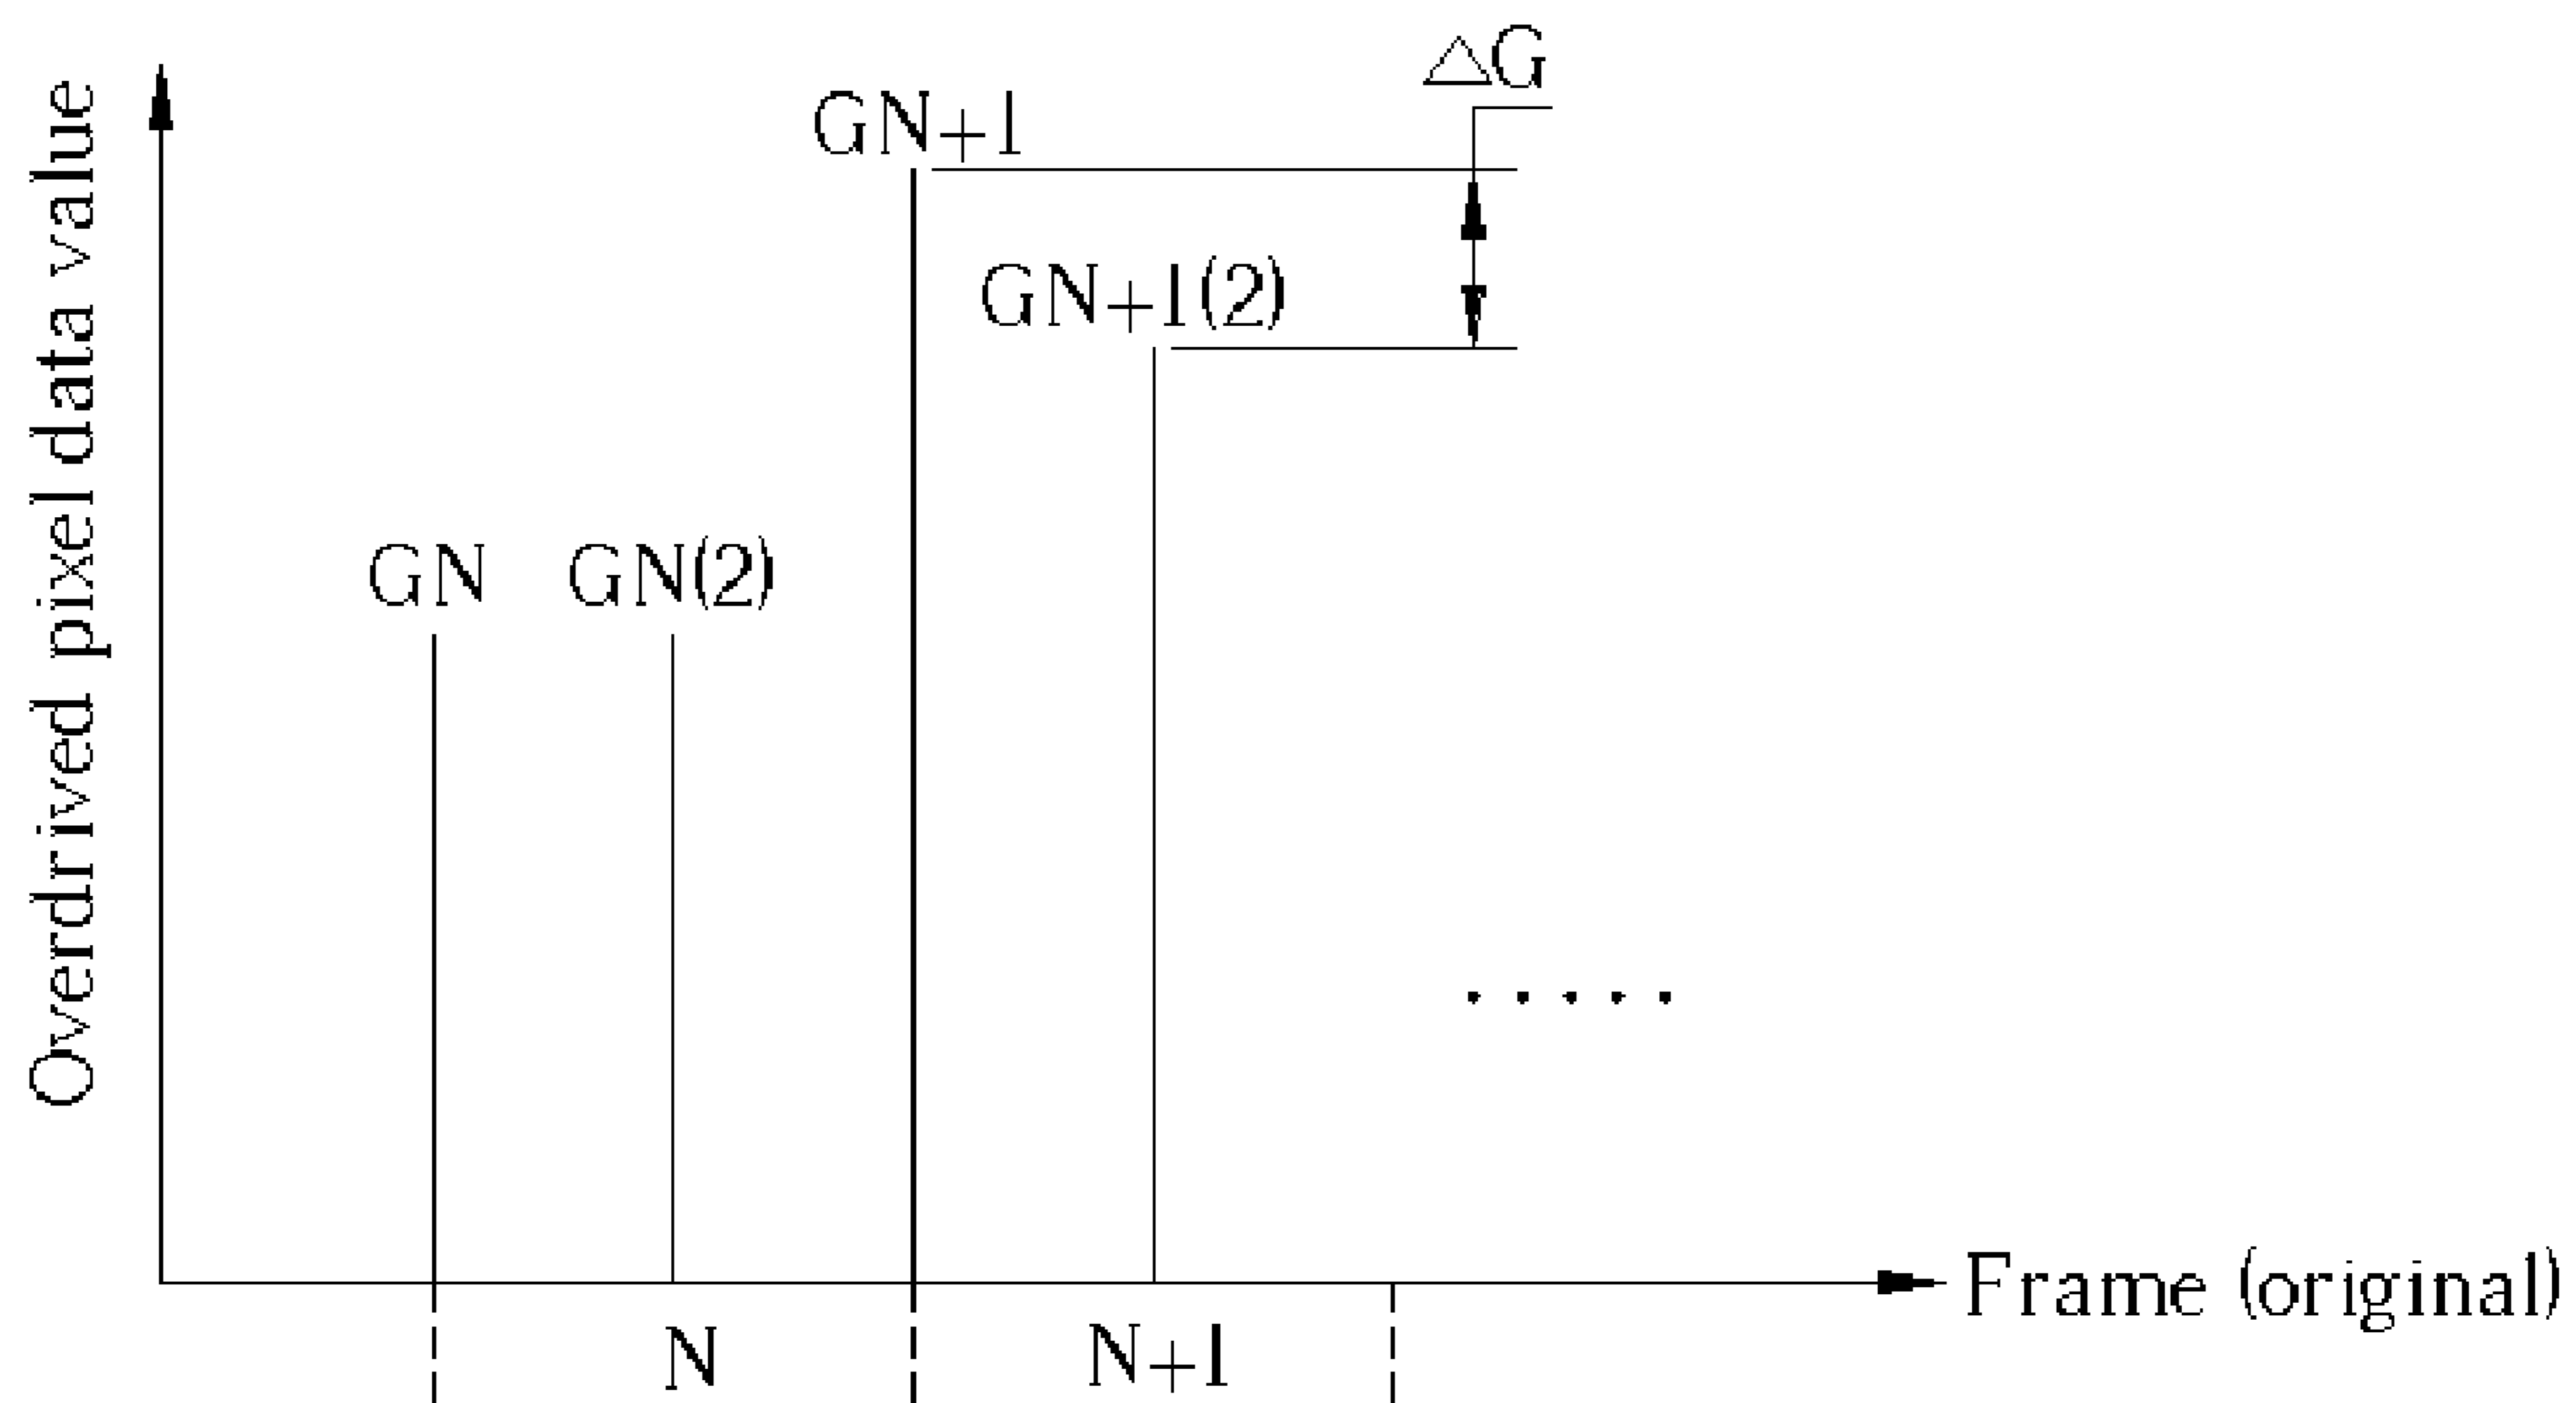 △G
GN+1
GN+1(2)
GN GN(2)
Overdrived pixel data value
.....
Frame (original)
N N+1